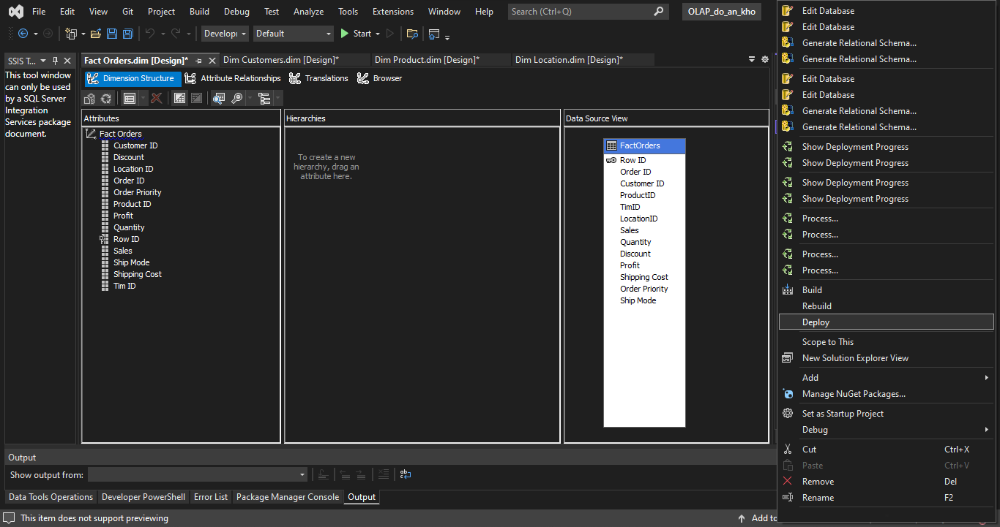 File Edit View Git Project Build Debug Test Analyze Tools Extensions Window Help Search (Ctrl+Q) OLAP_do_an_kho
Developr Default Start
SSIS T...
This tool window
can only be used
by a SQL Server
Integration
Services package
document.
Fact Orders.dim [Design]* Dim Customers.dim [Design]* Dim Product.dim [Design]* Dim Location.dim [Design]*
Dimension Structure Attribute Relationships Translations Browser
Attributes
Fact Orders
Customer ID
Discount
Location ID
Order ID
Order Priority
Product ID
Profit
Quantity
Row ID
Sales
Ship Mode
Shipping Cost
Tim ID
Hierarchies
To create a new
hierarchy, drag an
attribute here.
Data Source View
FactOrders
Row ID
Order ID
Customer ID
ProductID
TimID
LocationID
Sales
Quantity
Discount
Profit
Shipping Cost
Order Priority
Ship Mode
Edit Database
Edit Database
Generate Relational Schema...
Generate Relational Schema...
Edit Database
Edit Database
Generate Relational Schema...
Generate Relational Schema...
Show Deployment Progress
Show Deployment Progress
Show Deployment Progress
Show Deployment Progress
Process...
Process...
Process...
Process...
Build
Rebuild
Deploy
Scope to This
New Solution Explorer View
Add
Manage NuGet Packages...
Set as Startup Project
Debug
Cut Ctrl+X
Paste Ctrl+V
Remove Del
Rename F2
Output
Show output from:
Data Tools Operations Developer PowerShell Error List Package Manager Console Output
This item does not support previewing Add to